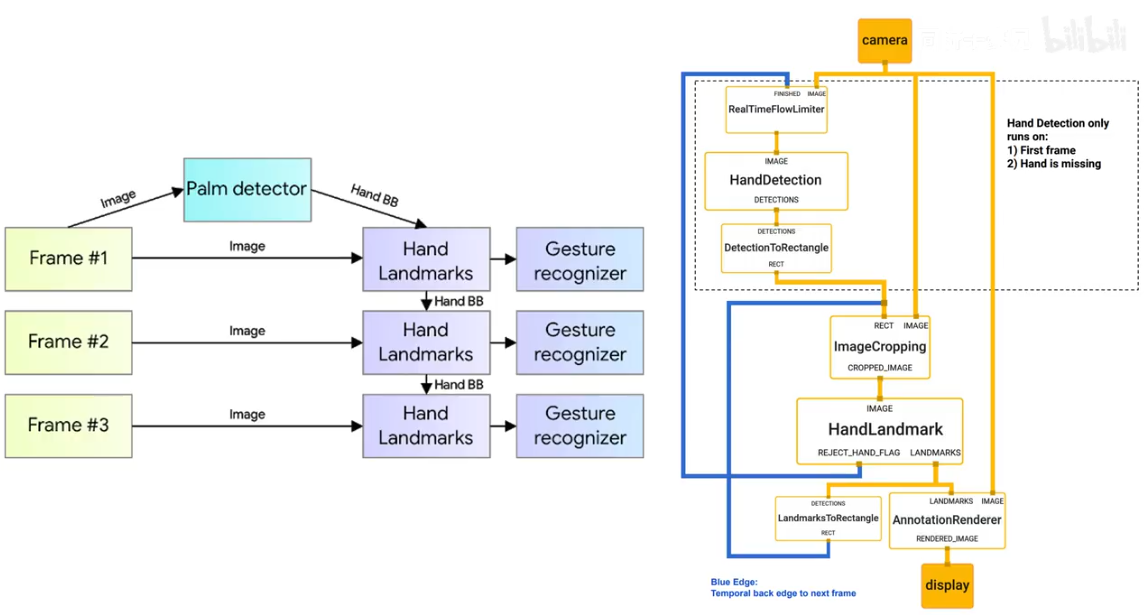 Palm detector
Image
Hand BB
Frame #1
Image
Hand
Landmarks
Gesture
recognizer
Hand BB
Frame #2
Image
Hand
Landmarks
Gesture
recognizer
Hand BB
Frame #3
Image
Hand
Landmarks
Gesture
recognizer
camera
bilibili
FINISHED IMAGE
RealTimeFlowLimiter
IMAGE
HandDetection
DETECTIONS
DETECTIONS
DetectionToRectangle
RECT
Hand Detection only
runs on:
1) First frame
2) Hand is missing
RECT IMAGE
ImageCropping
CROPPED_IMAGE
IMAGE
HandLandmark
REJECT_HAND_FLAG LANDMARKS
DETECTIONS
LandmarksToRectangle
RECT
LANDMARKS IMAGE
AnnotationRenderer
RENDERED_IMAGE
display
Blue Edge:
Temporal back edge to next frame